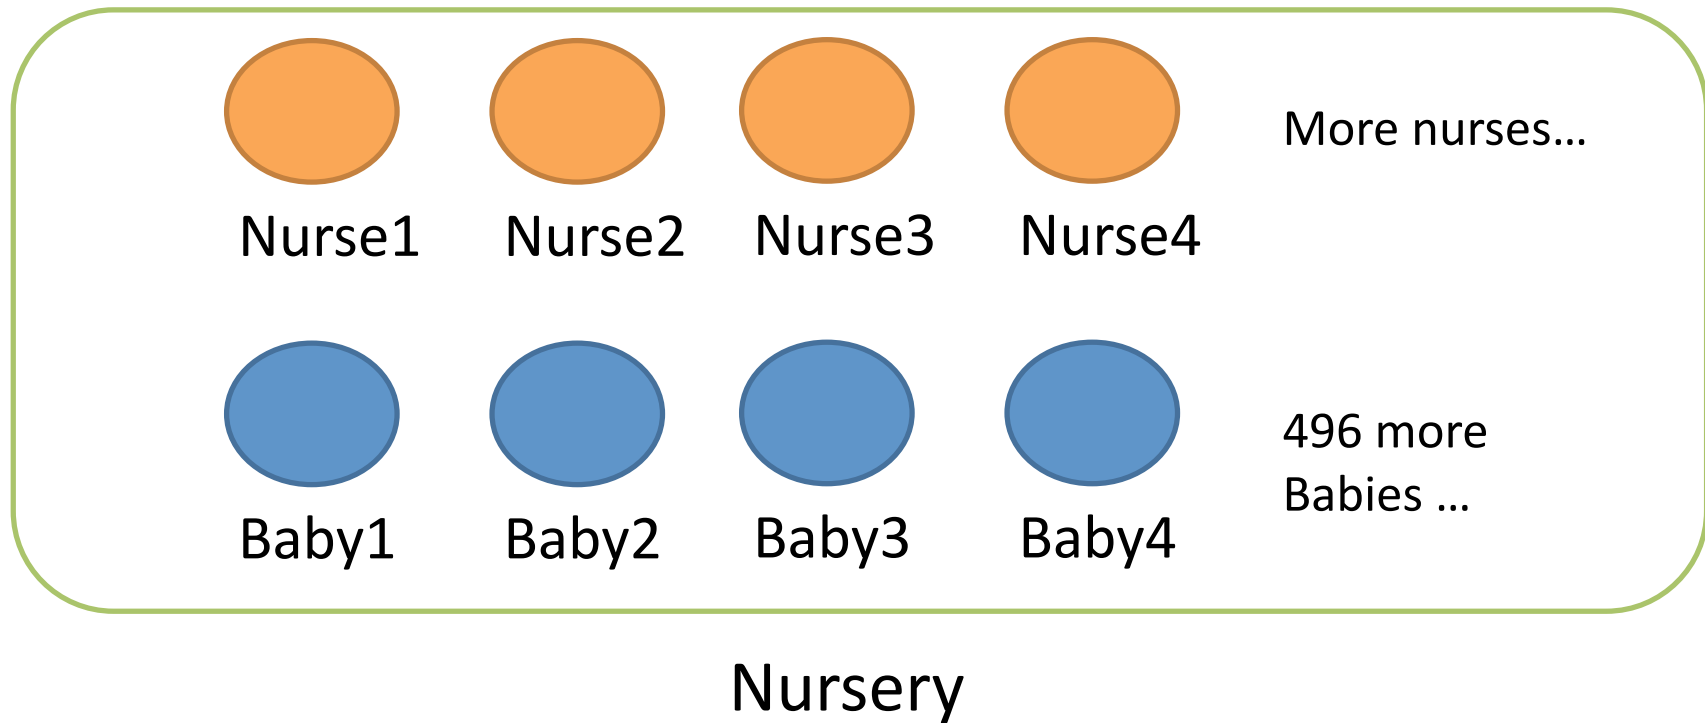 Nurse1 Nurse2 Nurse3 Nurse4 More nurses…
Baby1 Baby2 Baby3 Baby4 496 more
Babies …
Nursery